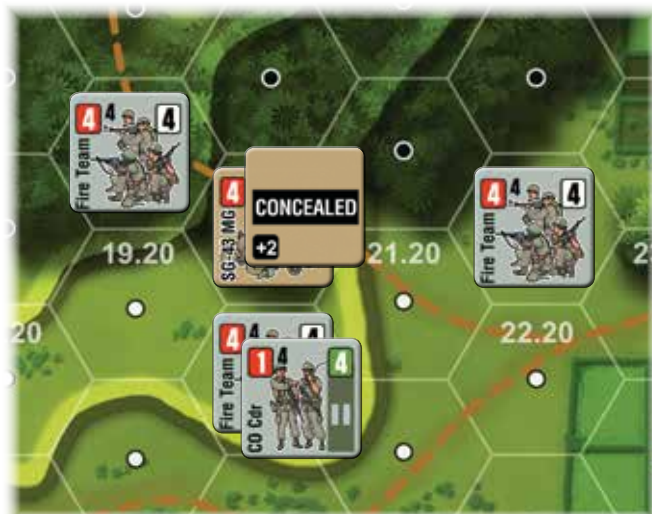 4 4 4
Fire Team
4
SG-43 MG
CONCEALED
+2
4 4 4
Fire Team
19.20
21.20
22.20
20
4 4 4
Fire Team
1 4 4
CO Cdr
II